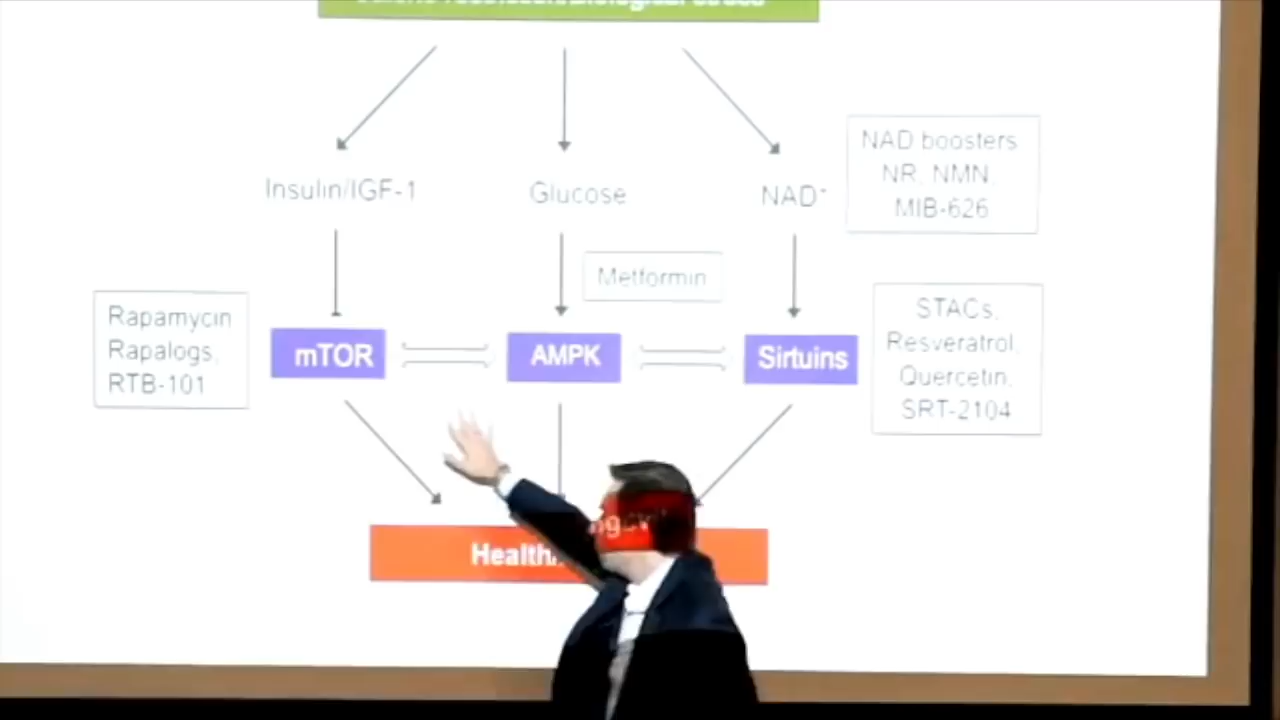 Insulin/IGF-1
Glucose
NAD⁺
NAD boosters
NR, NMN,
MIB-626
Metformin
Rapamycin
Rapalogs,
RTB-101
mTOR
AMPK
Sirtuins
STACs,
Resveratrol,
Quercetin,
SRT-2104
Health/